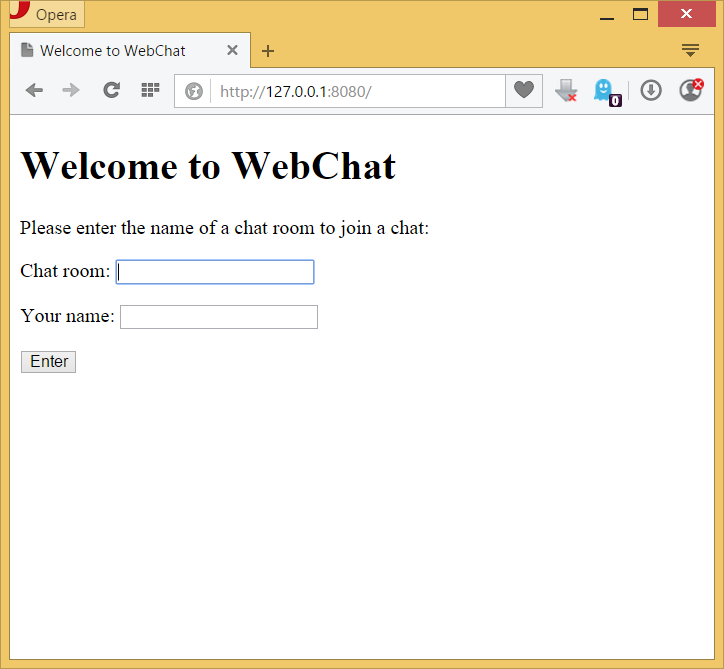 Opera
Welcome to WebChat
http://127.0.0.1:8080/
0
Welcome to WebChat
Please enter the name of a chat room to join a chat:
Chat room:
Your name:
Enter